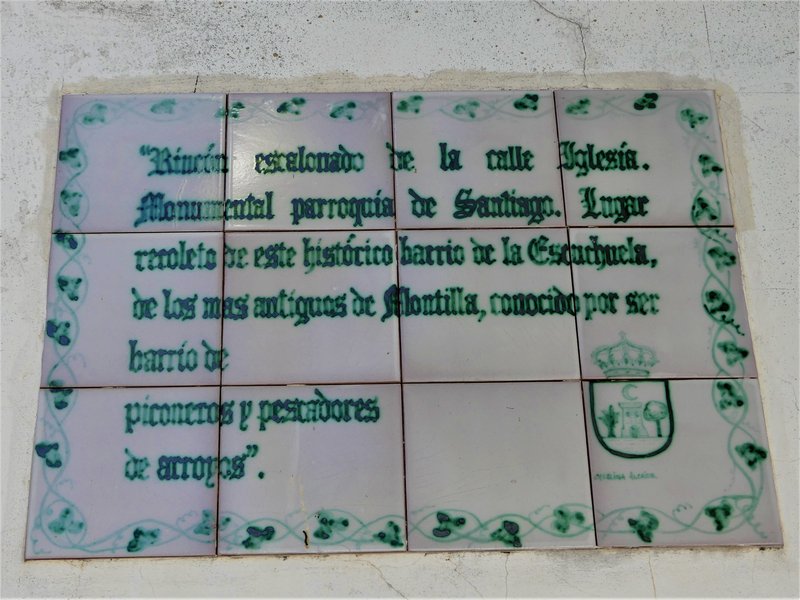 "Rincón escalonado de la calle Iglesia.
Monumental parroquia de Santiago. Lugar
recoleto de este histórico barrio de la Escuchuela,
de los mas antiguos de Montilla, conocido por ser
barrio de
piconeros y pescadores
de arroyos".